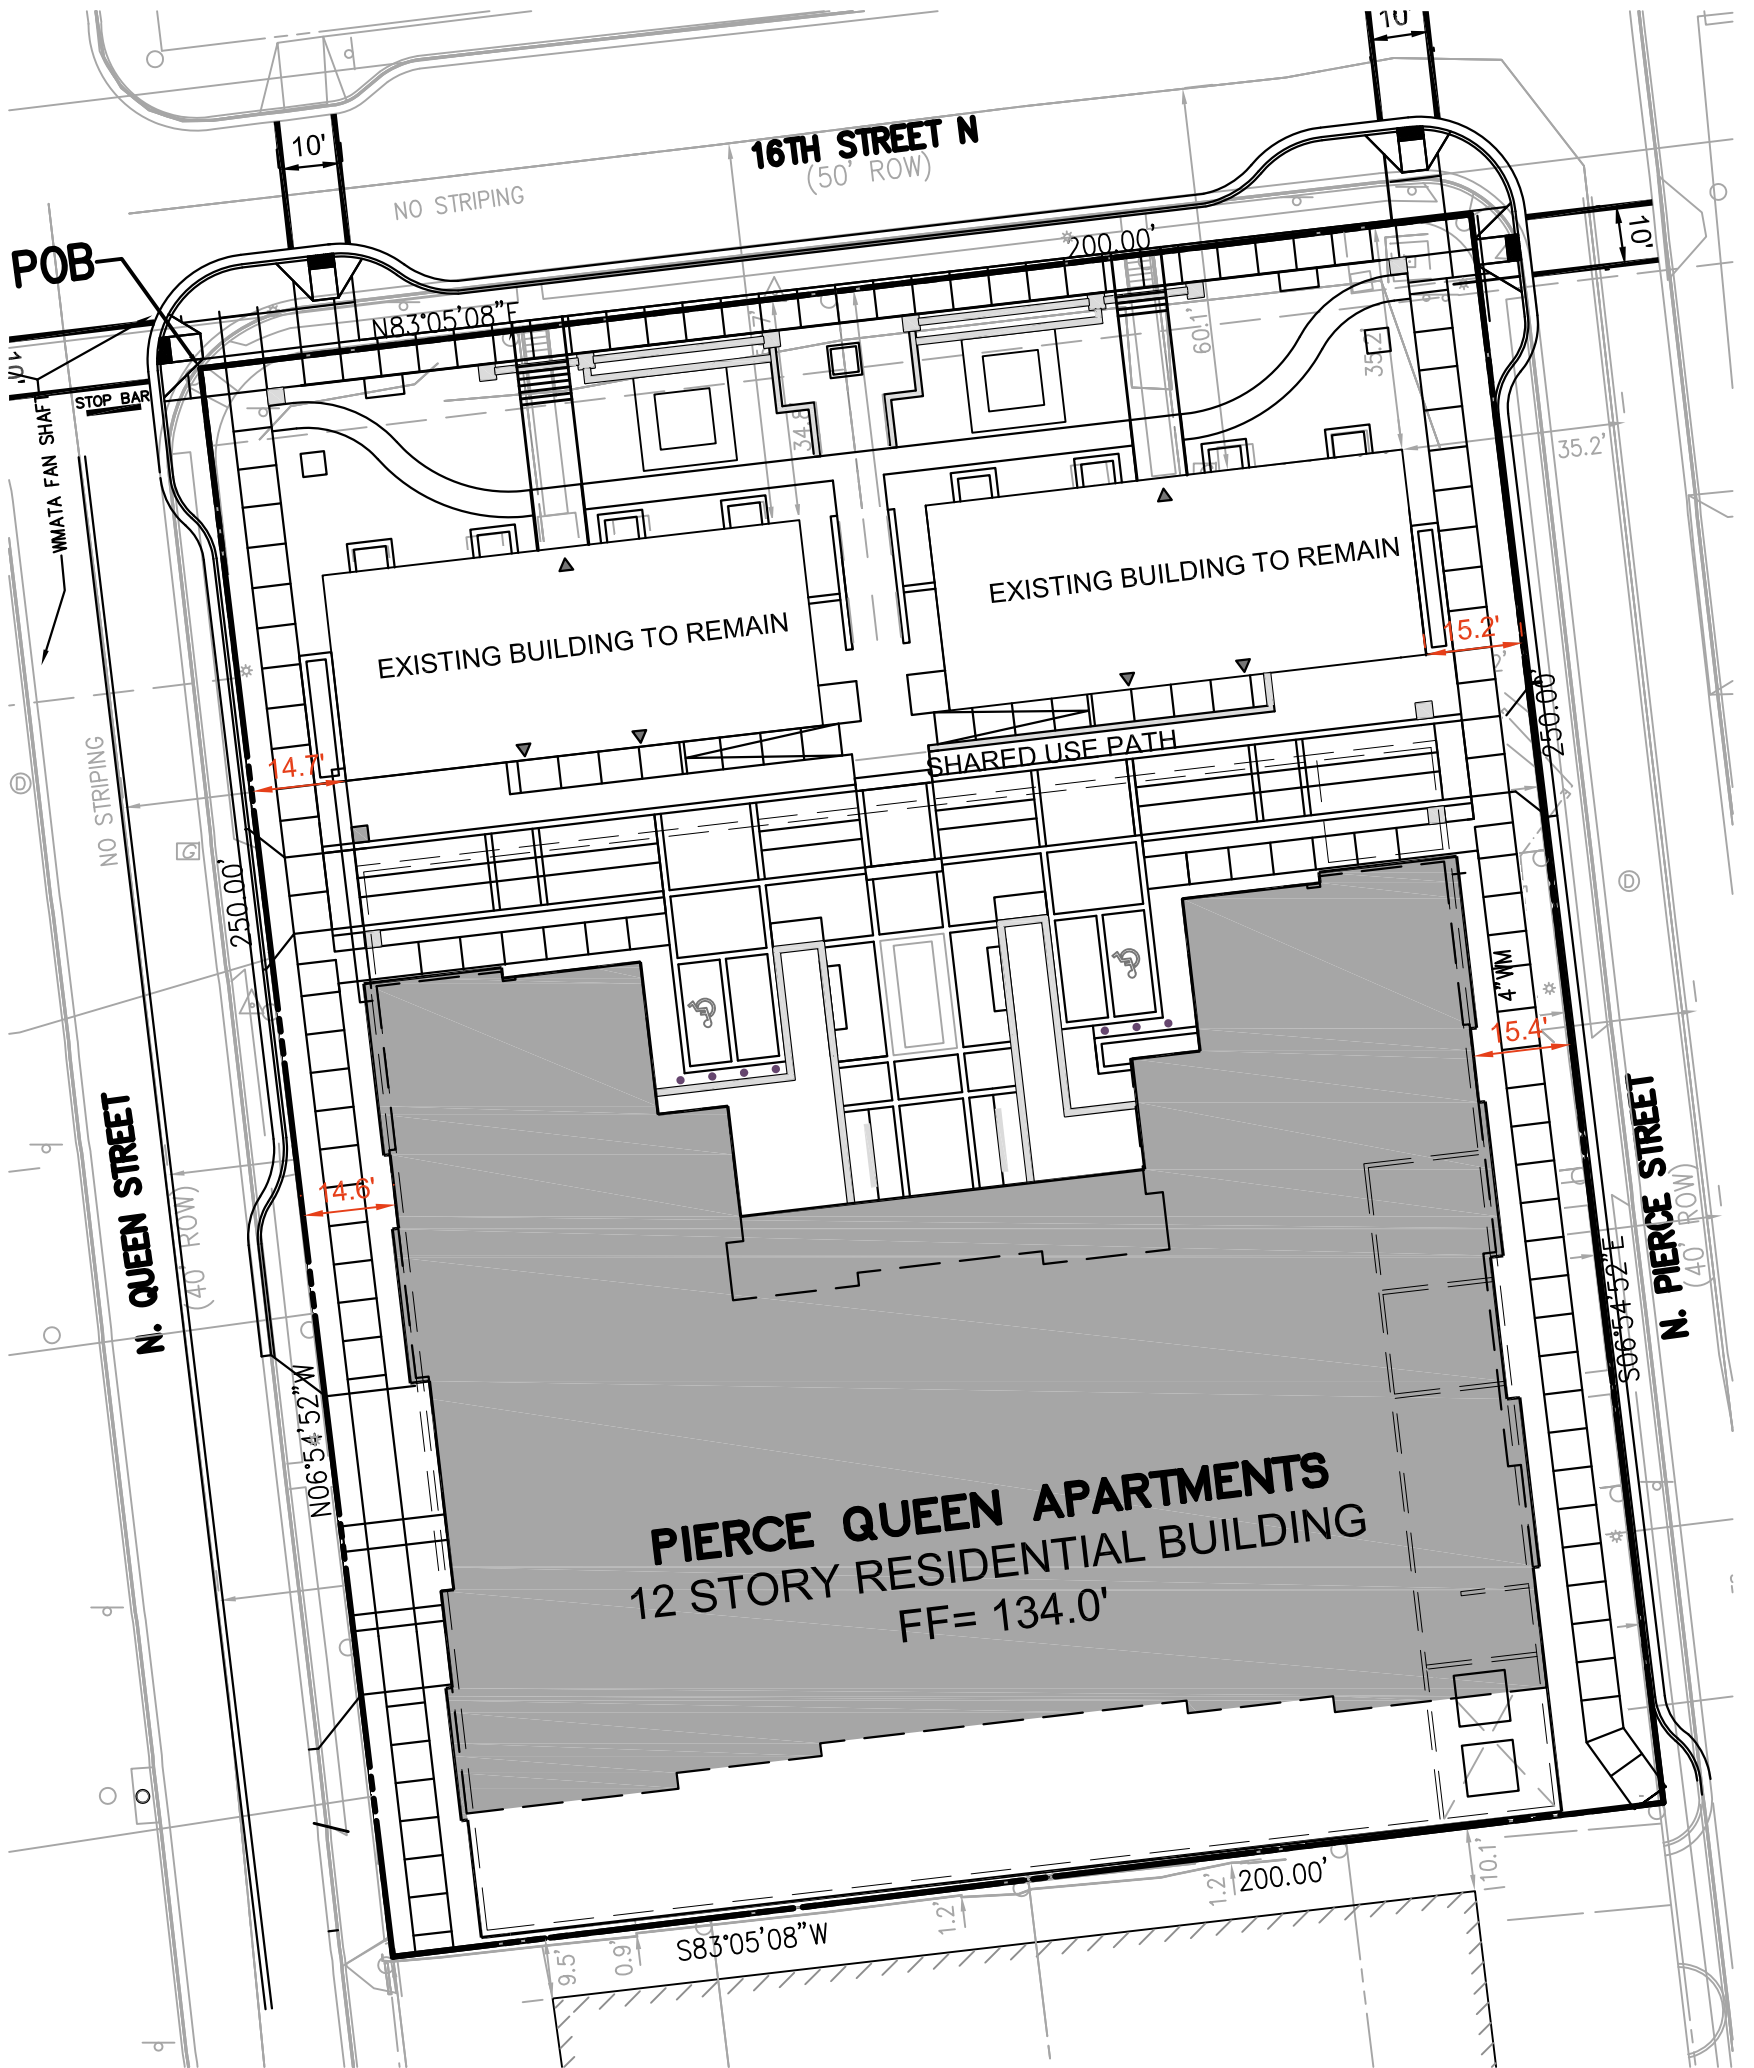 10'
10'
16TH STREET N
(50' ROW)
NO STRIPING
POB
200.00'
10'
N83°05'08"E
60.1'
35.2'
STOP BAR
34.8
35.2'
WMATA FAN SHAFT
EXISTING BUILDING TO REMAIN
EXISTING BUILDING TO REMAIN
15.2'
250.00'
SHARED USE PATH
14.7'
NO STRIPING
D
G
D
250.00'
4"WM
15.4'
N. QUEEN STREET
(40' ROW)
14.6'
N. PIERCE STREET
(40' ROW)
S06°54'52"E
N06°54'52"W
PIERCE QUEEN APARTMENTS
12 STORY RESIDENTIAL BUILDING
FF= 134.0'
10.1'
200.00'
1.2'
1.2'
S83°05'08"W
0.9'
9.5'